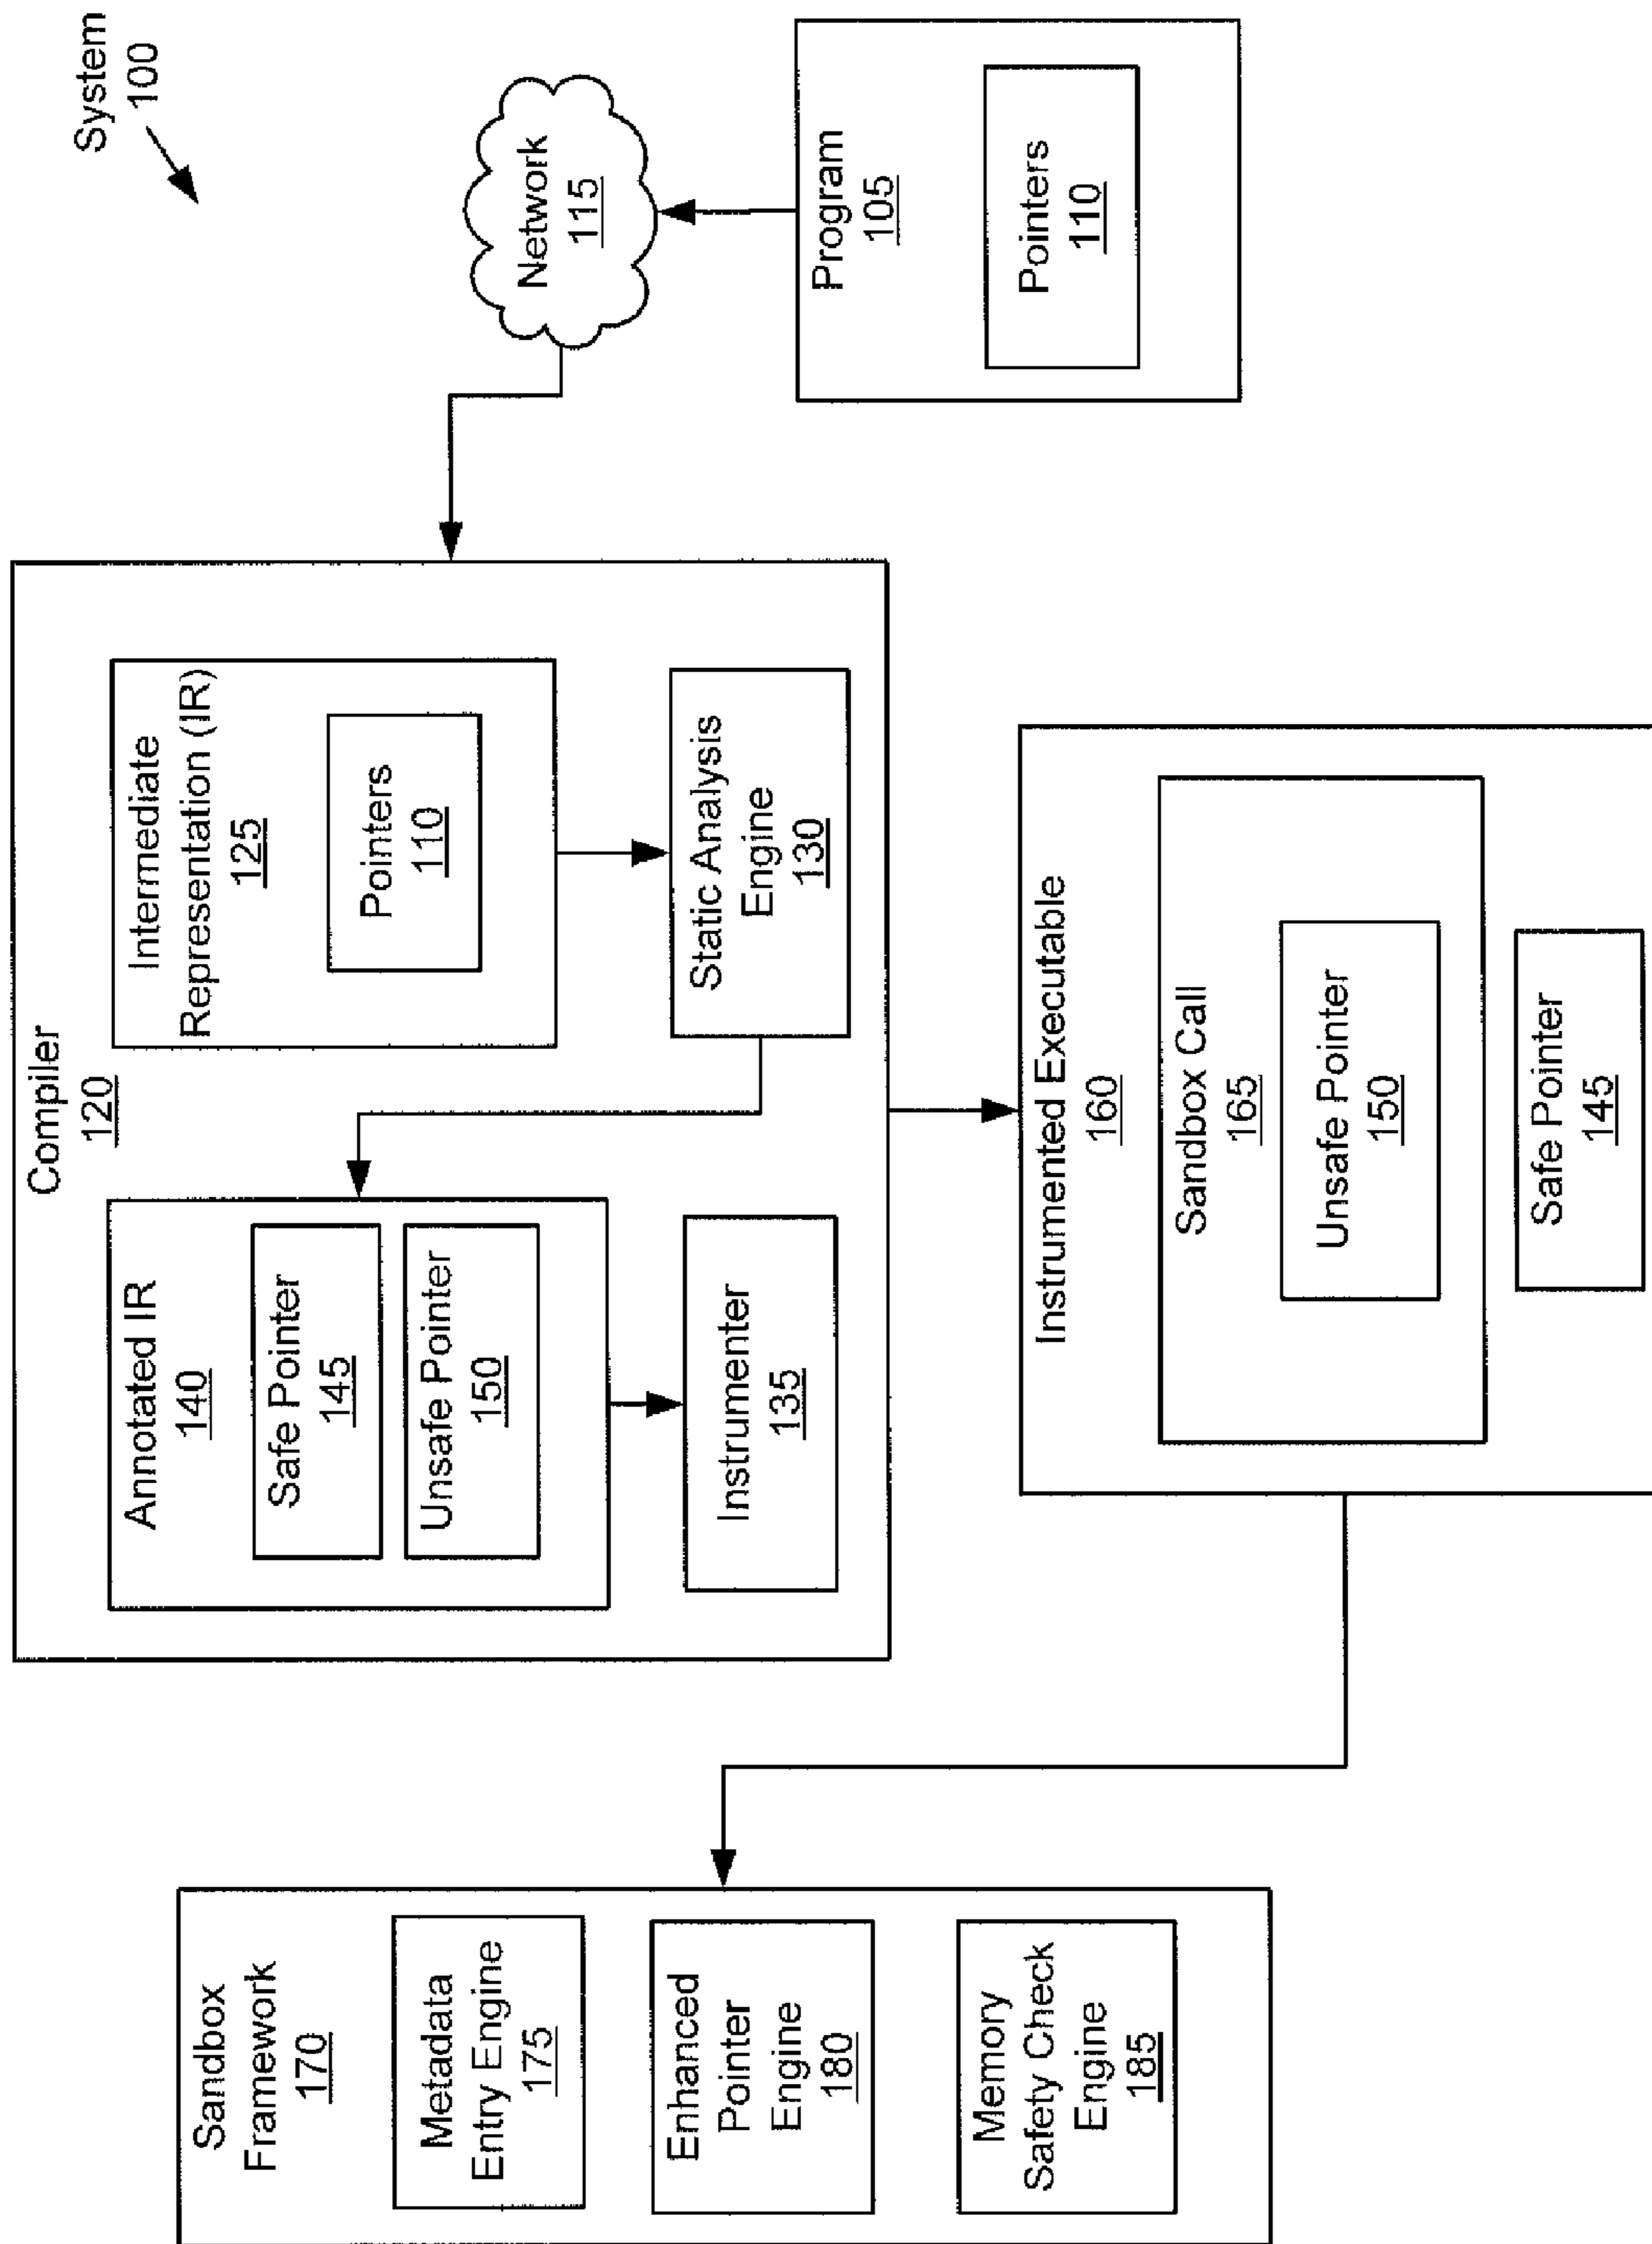 System
100
Network
115
Program
105
Pointers
110
Compiler
120
Intermediate
Representation (IR)
125
Pointers
110
Static Analysis
Engine
130
Annotated IR
140
Safe Pointer
145
Unsafe Pointer
150
Instrumenter
135
Instrumented Executable
160
Sandbox Call
165
Unsafe Pointer
150
Safe Pointer
145
Sandbox
Framework
170
Metadata
Entry Engine
175
Enhanced
Pointer
Engine
180
Memory
Safety Check
Engine
185